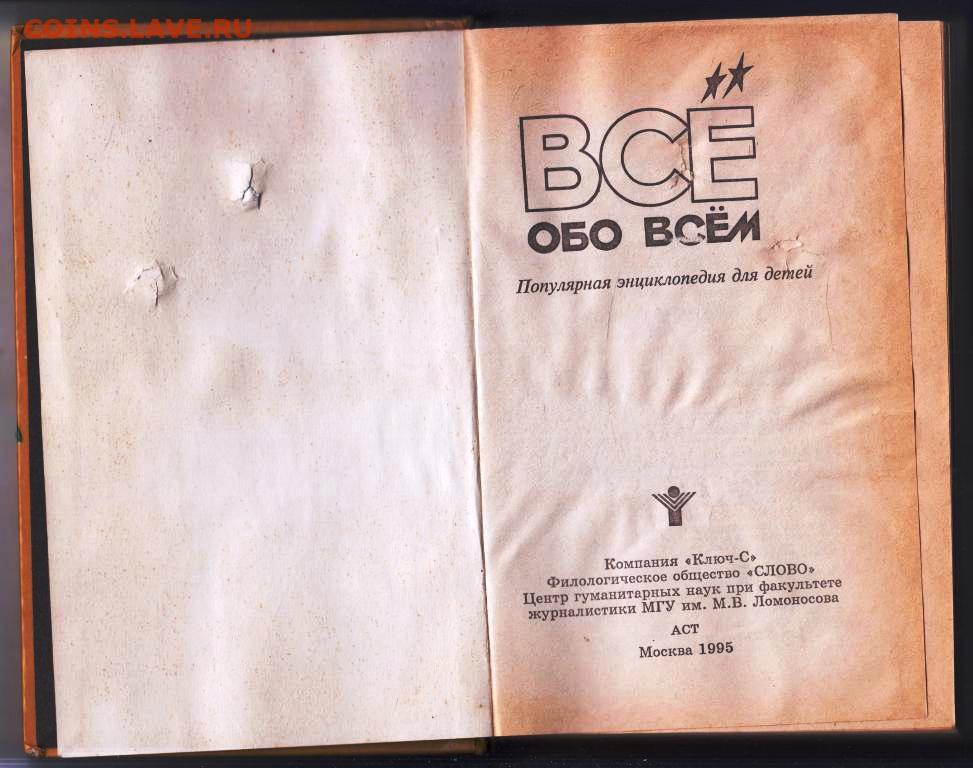 COINS.LAVE.RU
ВСЁ
ОБО ВСЁМ
Популярная энциклопедия для детей
Компания «Ключ-С»
Филологическое общество «СЛОВО»
Центр гуманитарных наук при факультете
журналистики МГУ им. М.В. Ломоносова
АСТ
Москва 1995